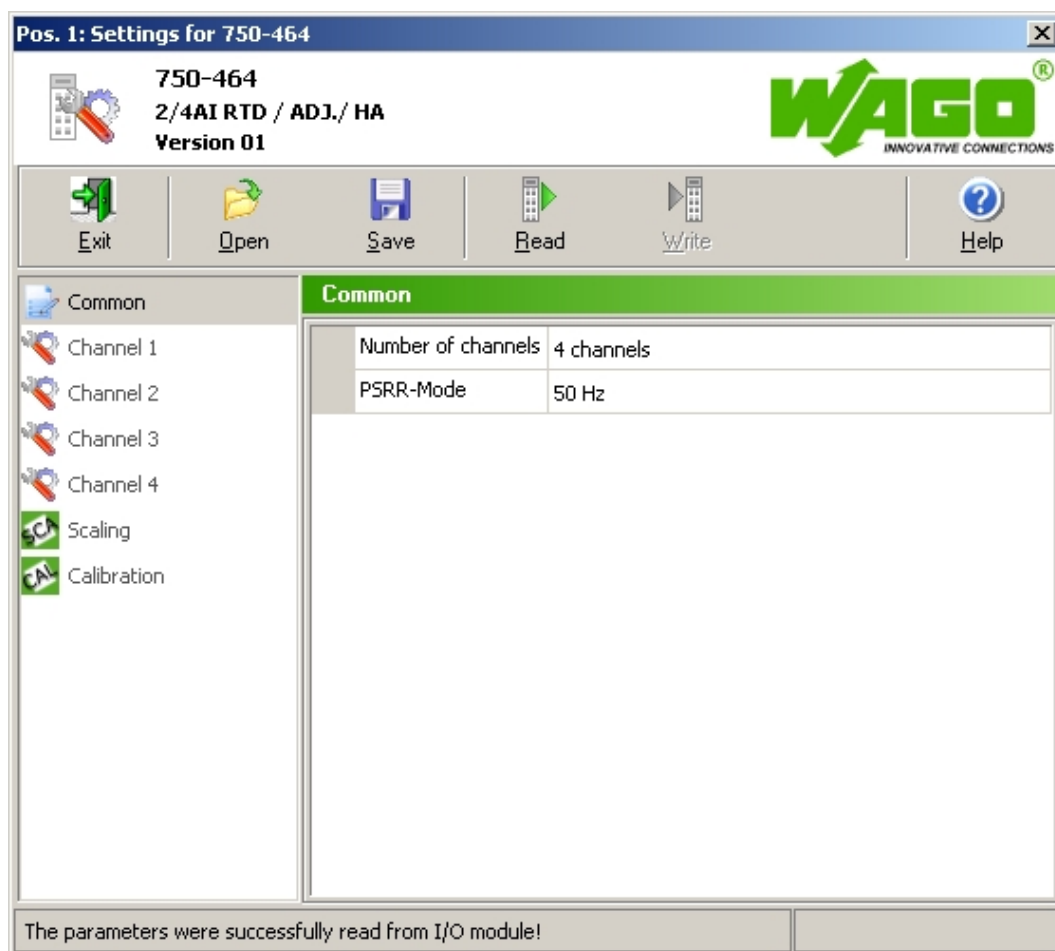 Pos. 1: Settings for 750-464
750-464
2/4AI RTD / ADJ./ HA
Version 01
WAGO®
INNOVATIVE CONNECTIONS
Exit Open Save Read Write Help
Common
Channel 1
Channel 2
Channel 3
Channel 4
SCA Scaling
CAL Calibration
Common
Number of channels 4 channels
PSRR-Mode 50 Hz
The parameters were successfully read from I/O module!